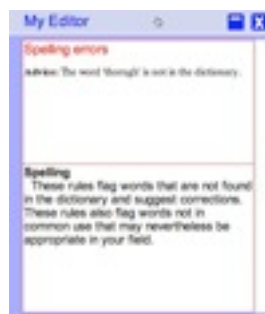 My Editor
Spelling errors
Advice: The word 'thorogh' is not in the dictionary.
Spelling
These rules flag words that are not found
in the dictionary and suggest corrections.
These rules also flag words not in
common use that may nevertheless be
appropriate in your field.